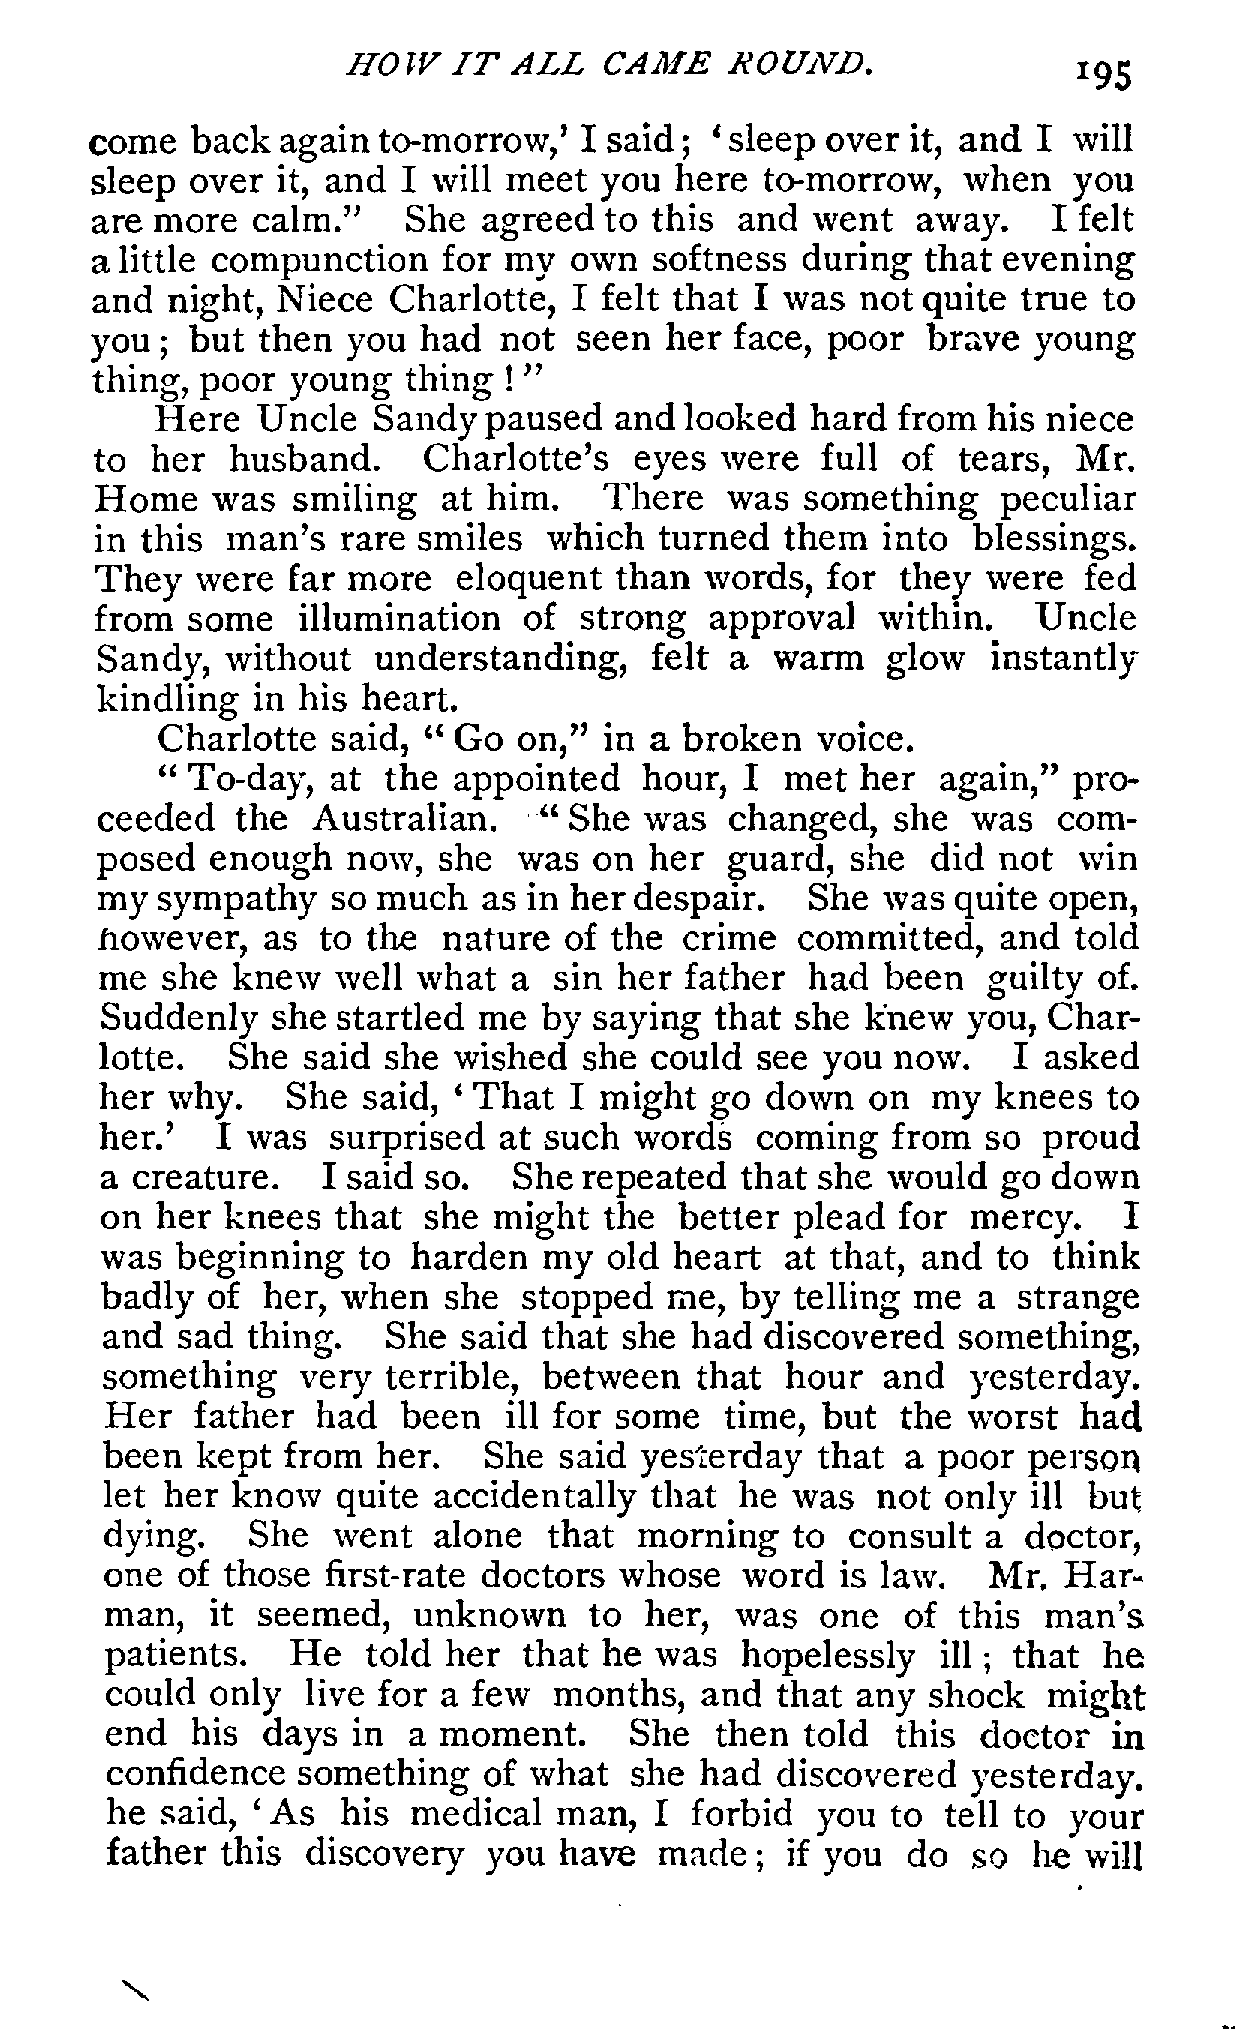 HOW IT ALL CAME ROUND. 195
come back again to-morrow,' I said; 'sleep over it, and I will
sleep over it, and I will meet you here to-morrow, when you
are more calm." She agreed to this and went away. I felt
a little compunction for my own softness during that evening
and night, Niece Charlotte, I felt that I was not quite true to
you; but then you had not seen her face, poor brave young
thing, poor young thing!"
Here Uncle Sandy paused and looked hard from his niece
to her husband. Charlotte's eyes were full of tears, Mr.
Home was smiling at him. There was something peculiar
in this man's rare smiles which turned them into blessings.
They were far more eloquent than words, for they were fed
from some illumination of strong approval within. Uncle
Sandy, without understanding, felt a warm glow instantly
kindling in his heart.
Charlotte said, "Go on," in a broken voice.
"To-day, at the appointed hour, I met her again," pro-
ceeded the Australian. "She was changed, she was com-
posed enough now, she was on her guard, she did not win
my sympathy so much as in her despair. She was quite open,
however, as to the nature of the crime committed, and told
me she knew well what a sin her father had been guilty of.
Suddenly she startled me by saying that she knew you, Char-
lotte. She said she wished she could see you now. I asked
her why. She said, 'That I might go down on my knees to
her.' I was surprised at such words coming from so proud
a creature. I said so. She repeated that she would go down
on her knees that she might the better plead for mercy. I
was beginning to harden my old heart at that, and to think
badly of her, when she stopped me, by telling me a strange
and sad thing. She said that she had discovered something,
something very terrible, between that hour and yesterday.
Her father had been ill for some time, but the worst had
been kept from her. She said yesterday that a poor person
let her know quite accidentally that he was not only ill but
dying. She went alone that morning to consult a doctor,
one of those first-rate doctors whose word is law. Mr. Har-
man, it seemed, unknown to her, was one of this man's
patients. He told her that he was hopelessly ill; that he
could only live for a few months, and that any shock might
end his days in a moment. She then told this doctor in
confidence something of what she had discovered yesterday.
he said, 'As his medical man, I forbid you to tell to your
father this discovery you have made; if you do so he will